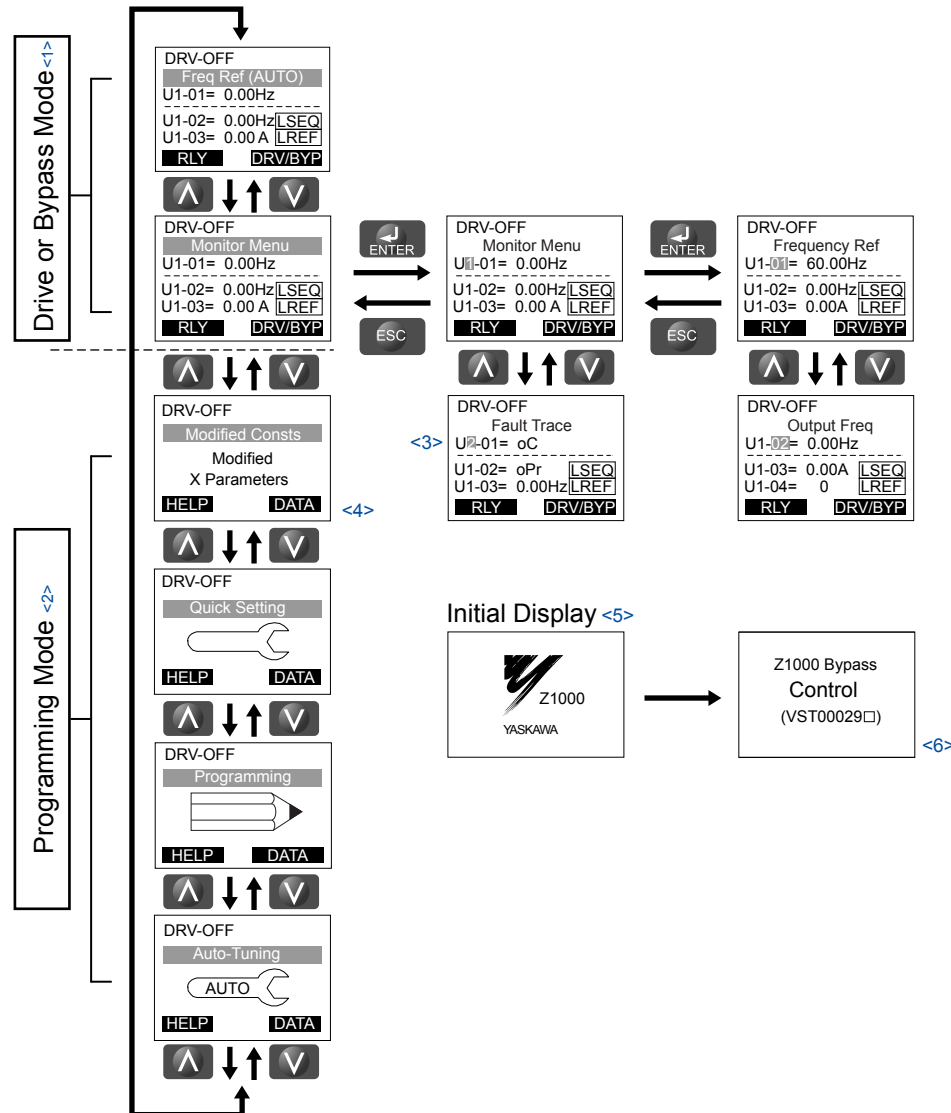 Drive or Bypass Mode <1>
DRV-OFF
Freq Ref (AUTO)
U1-01= 0.00Hz
U1-02= 0.00Hz LSEQ
U1-03= 0.00 A LREF
RLY DRV/BYP
DRV-OFF
Monitor Menu
U1-01= 0.00Hz
U1-02= 0.00Hz LSEQ
U1-03= 0.00 A LREF
RLY DRV/BYP
ENTER
ESC
DRV-OFF
Monitor Menu
U1-01= 0.00Hz
U1-02= 0.00Hz LSEQ
U1-03= 0.00 A LREF
RLY DRV/BYP
ENTER
ESC
DRV-OFF
Frequency Ref
U1-01= 60.00Hz
U1-02= 0.00Hz LSEQ
U1-03= 0.00A LREF
RLY DRV/BYP
<3>
DRV-OFF
Fault Trace
U2-01= oC
U1-02= oPr LSEQ
U1-03= 0.00Hz LREF
RLY DRV/BYP
DRV-OFF
Output Freq
U1-02= 0.00Hz
U1-03= 0.00A LSEQ
U1-04= 0 LREF
RLY DRV/BYP
Programming Mode <2>
DRV-OFF
Modified Consts
Modified
X Parameters
HELP DATA
<4>
DRV-OFF
Quick Setting
HELP DATA
DRV-OFF
Programming
HELP DATA
DRV-OFF
Auto-Tuning
AUTO
HELP DATA
Initial Display <5>
Z1000
YASKAWA
Z1000 Bypass
Control
(VST00029□)
<6>